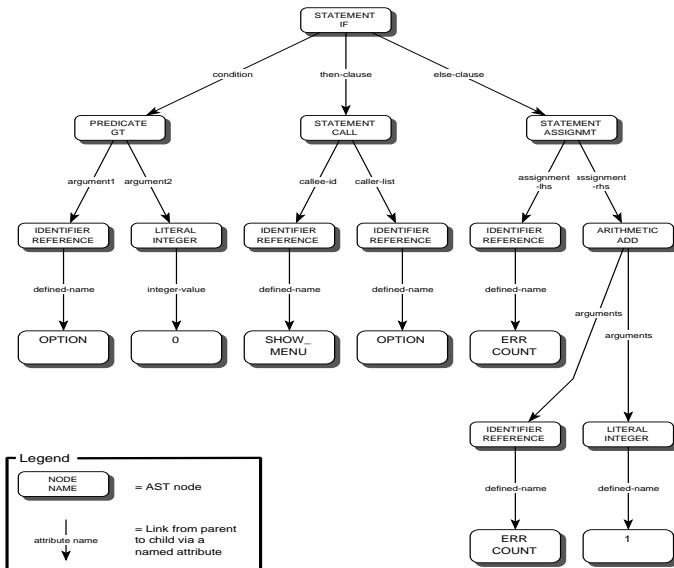 STATEMENT
IF
condition
then-clause
else-clause
PREDICATE
GT
STATEMENT
CALL
STATEMENT
ASSIGNMT
argument1
argument2
callee-id
caller-list
assignment
-lhs
assignment
-rhs
IDENTIFIER
REFERENCE
LITERAL
INTEGER
IDENTIFIER
REFERENCE
IDENTIFIER
REFERENCE
IDENTIFIER
REFERENCE
ARITHMETIC
ADD
defined-name
integer-value
defined-name
defined-name
defined-name
arguments
arguments
OPTION
0
SHOW_
MENU
OPTION
ERR
COUNT
IDENTIFIER
REFERENCE
LITERAL
INTEGER
defined-name
defined-name
ERR
COUNT
1
Legend
NODE
NAME
= AST node
attribute name
= Link from parent
to child via a
named attribute